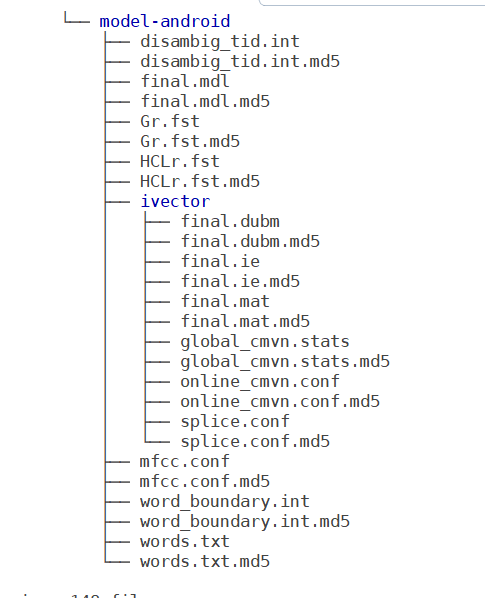 └── model-android
├── disambig_tid.int
├── disambig_tid.int.md5
├── final.mdl
├── final.mdl.md5
├── Gr.fst
├── Gr.fst.md5
├── HCLr.fst
├── HCLr.fst.md5
├── ivector
│   ├── final.dubm
│   ├── final.dubm.md5
│   ├── final.ie
│   ├── final.ie.md5
│   ├── final.mat
│   ├── final.mat.md5
│   ├── global_cmvn.stats
│   ├── global_cmvn.stats.md5
│   ├── online_cmvn.conf
│   ├── online_cmvn.conf.md5
│   ├── splice.conf
│   └── splice.conf.md5
├── mfcc.conf
├── mfcc.conf.md5
├── word_boundary.int
├── word_boundary.int.md5
├── words.txt
└── words.txt.md5